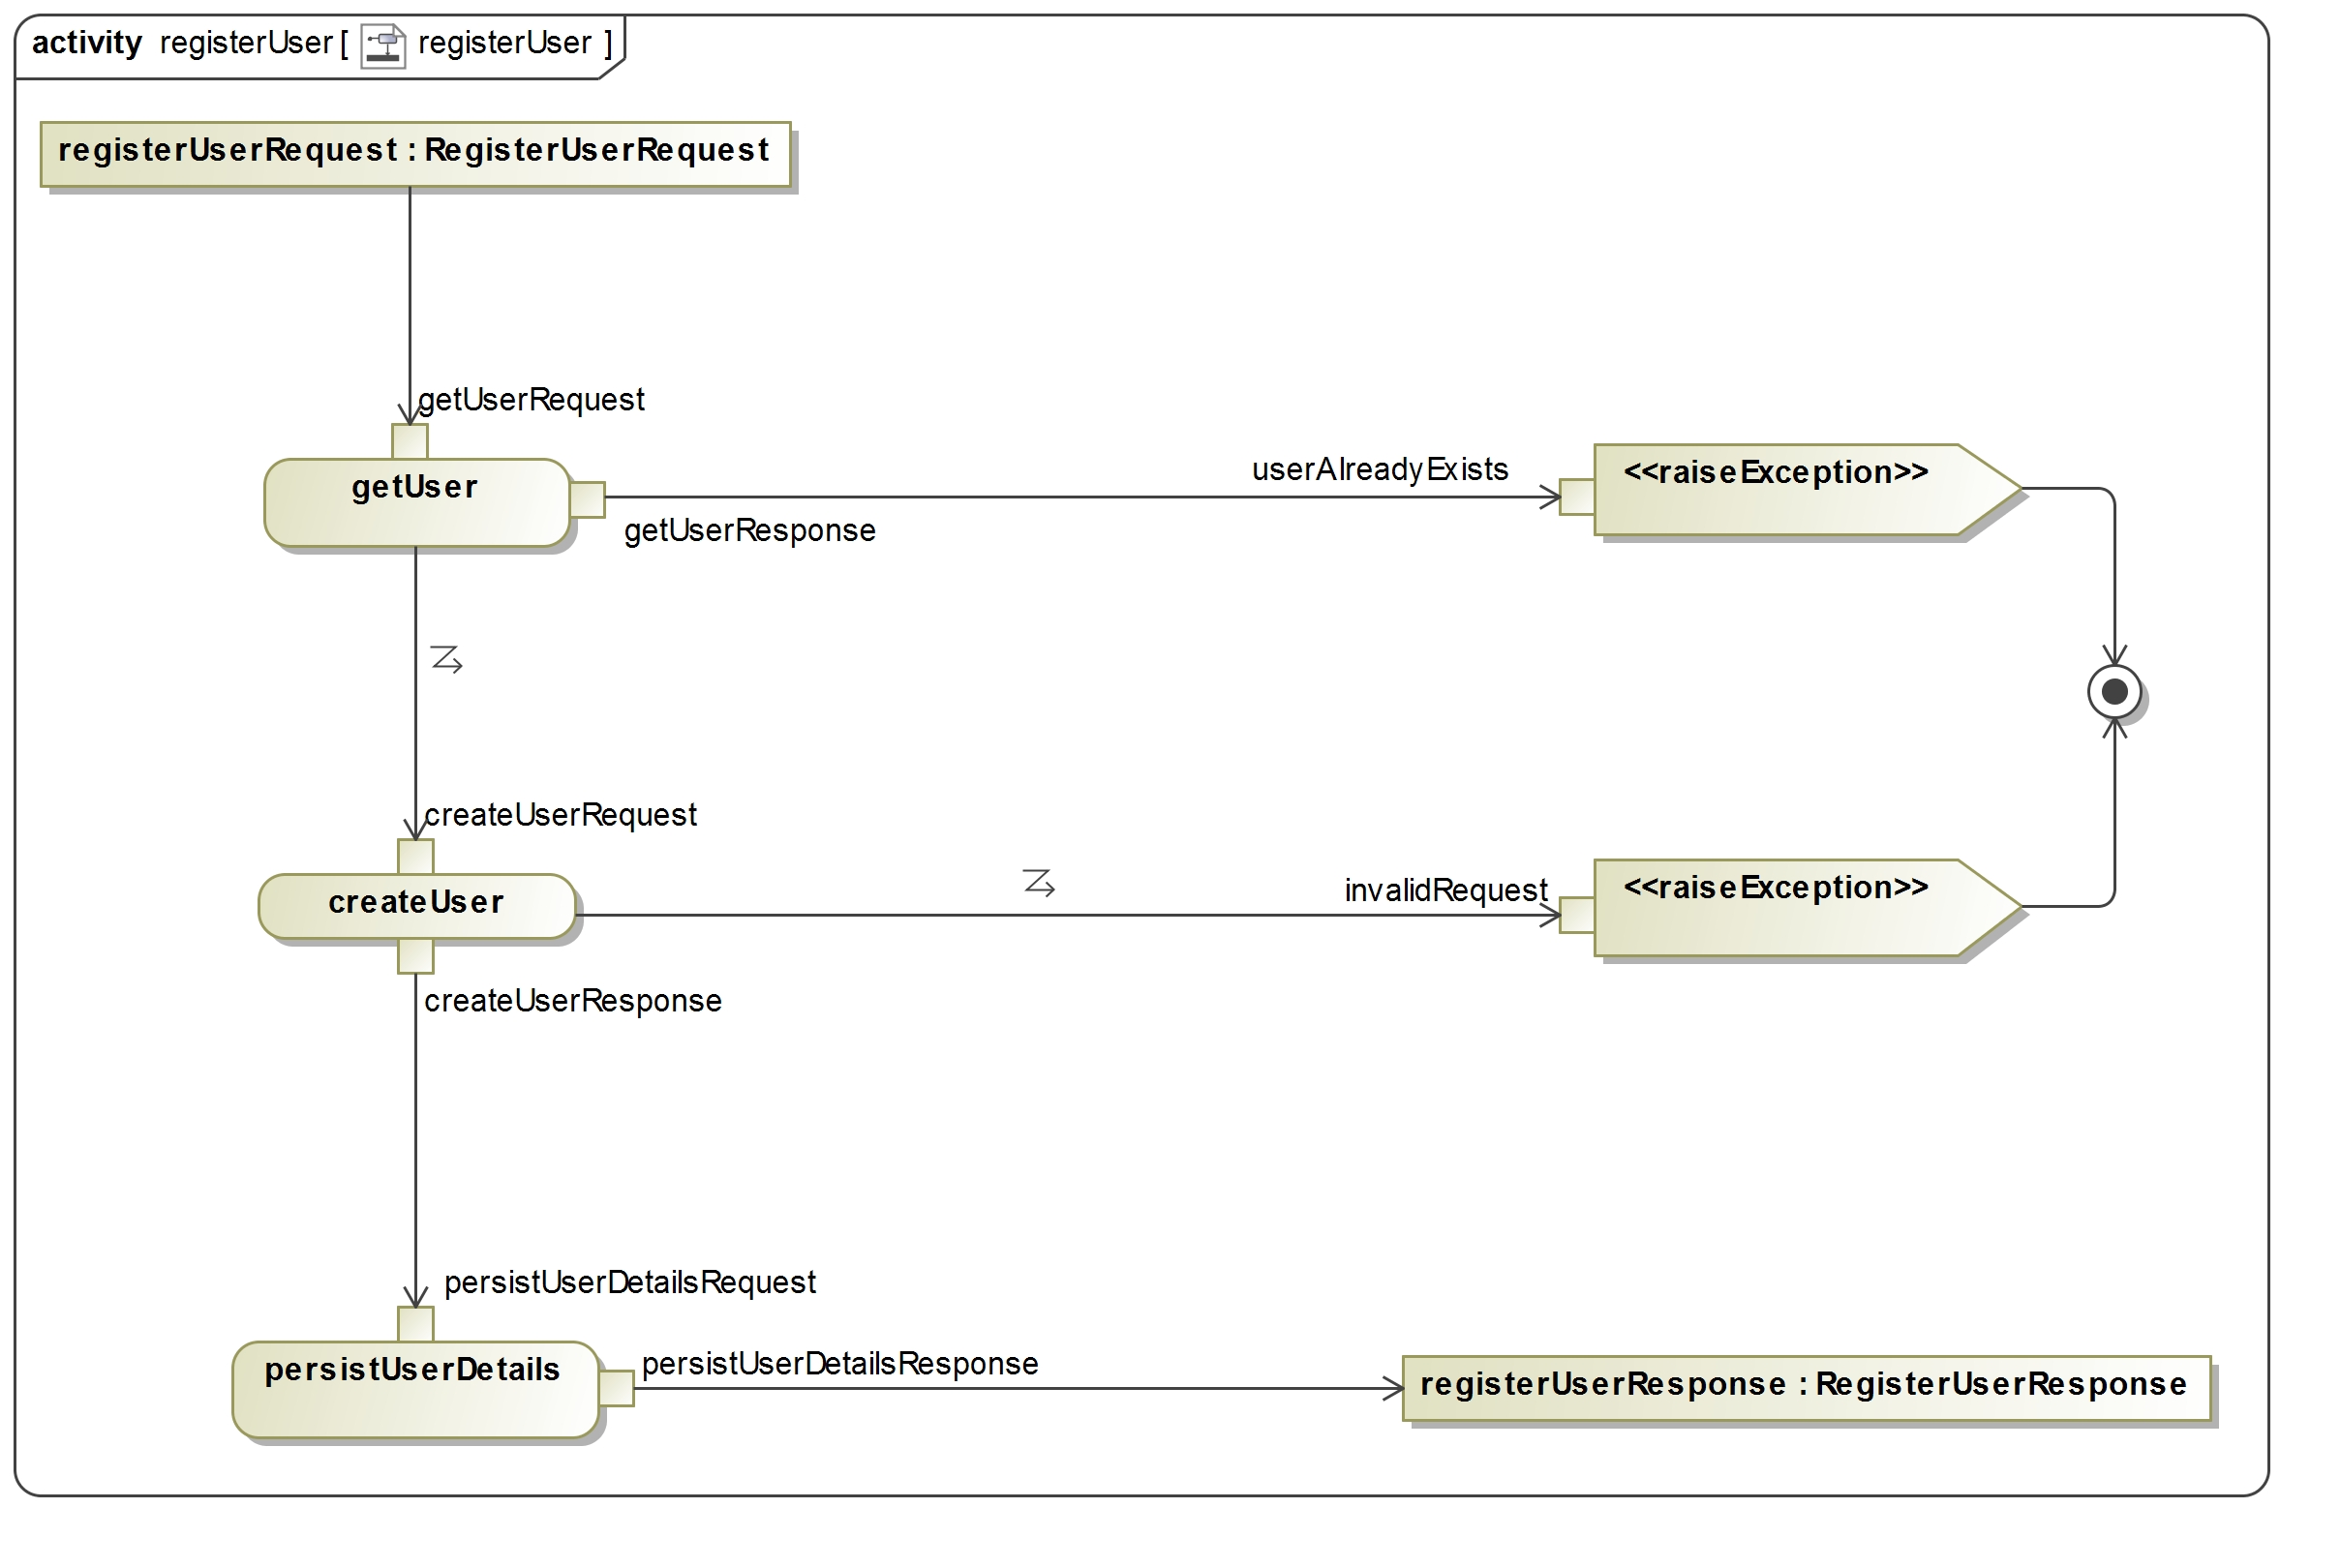 activity registerUser [ registerUser ]
registerUserRequest : RegisterUserRequest
getUserRequest
getUser
userAlreadyExists
<<raiseException>>
getUserResponse
createUserRequest
createUser
invalidRequest
<<raiseException>>
createUserResponse
persistUserDetailsRequest
persistUserDetails
persistUserDetailsResponse
registerUserResponse : RegisterUserResponse